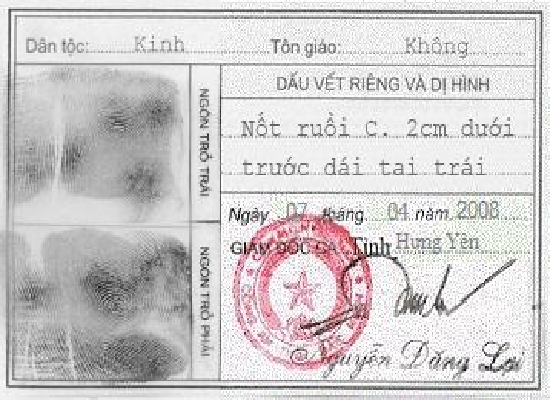 Dân tộc: Kinh Tôn giáo: Không
NGÓN TRỎ TRÁI
DẤU VẾT RIÊNG VÀ DỊ HÌNH
Nốt ruồi C. 2cm dưới
trước dái tai trái
Ngày 07 tháng 04 năm 2008
GIÁM ĐỐC CA Tỉnh Hưng Yên
NGÓN TRỎ PHẢI
Nguyễn Đăng Lợi